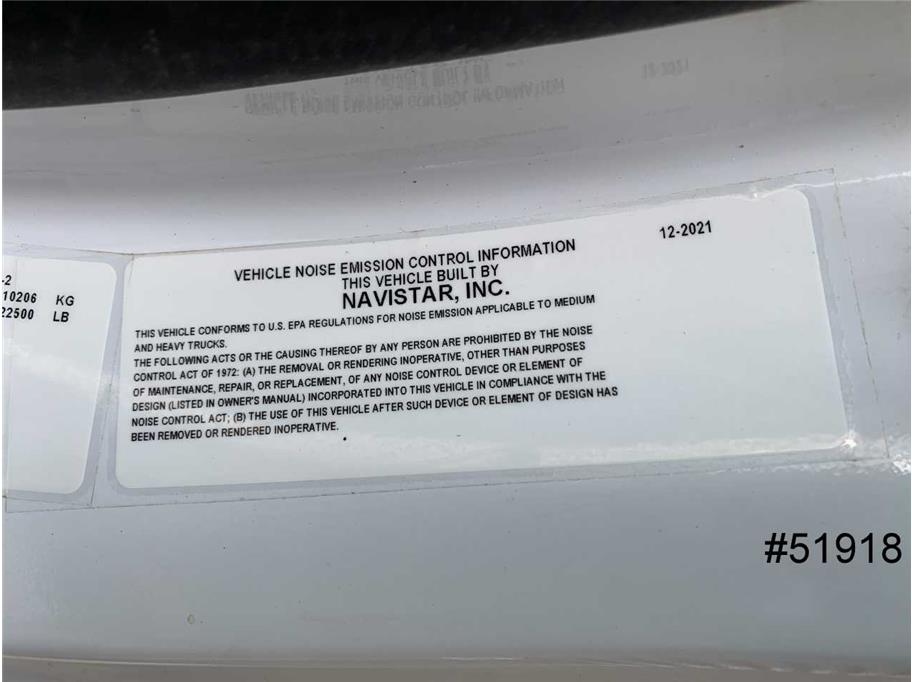 -2
10206 KG
22500 LB
VEHICLE NOISE EMISSION CONTROL INFORMATION
12-2021
THIS VEHICLE BUILT BY
NAVISTAR, INC.
THIS VEHICLE CONFORMS TO U.S. EPA REGULATIONS FOR NOISE EMISSION APPLICABLE TO MEDIUM
AND HEAVY TRUCKS.
THE FOLLOWING ACTS OR THE CAUSING THEREOF BY ANY PERSON ARE PROHIBITED BY THE NOISE
CONTROL ACT OF 1972: (A) THE REMOVAL OR RENDERING INOPERATIVE, OTHER THAN PURPOSES
OF MAINTENANCE, REPAIR, OR REPLACEMENT, OF ANY NOISE CONTROL DEVICE OR ELEMENT OF
DESIGN (LISTED IN OWNER'S MANUAL) INCORPORATED INTO THIS VEHICLE IN COMPLIANCE WITH THE
NOISE CONTROL ACT; (B) THE USE OF THIS VEHICLE AFTER SUCH DEVICE OR ELEMENT OF DESIGN HAS
BEEN REMOVED OR RENDERED INOPERATIVE.
#51918